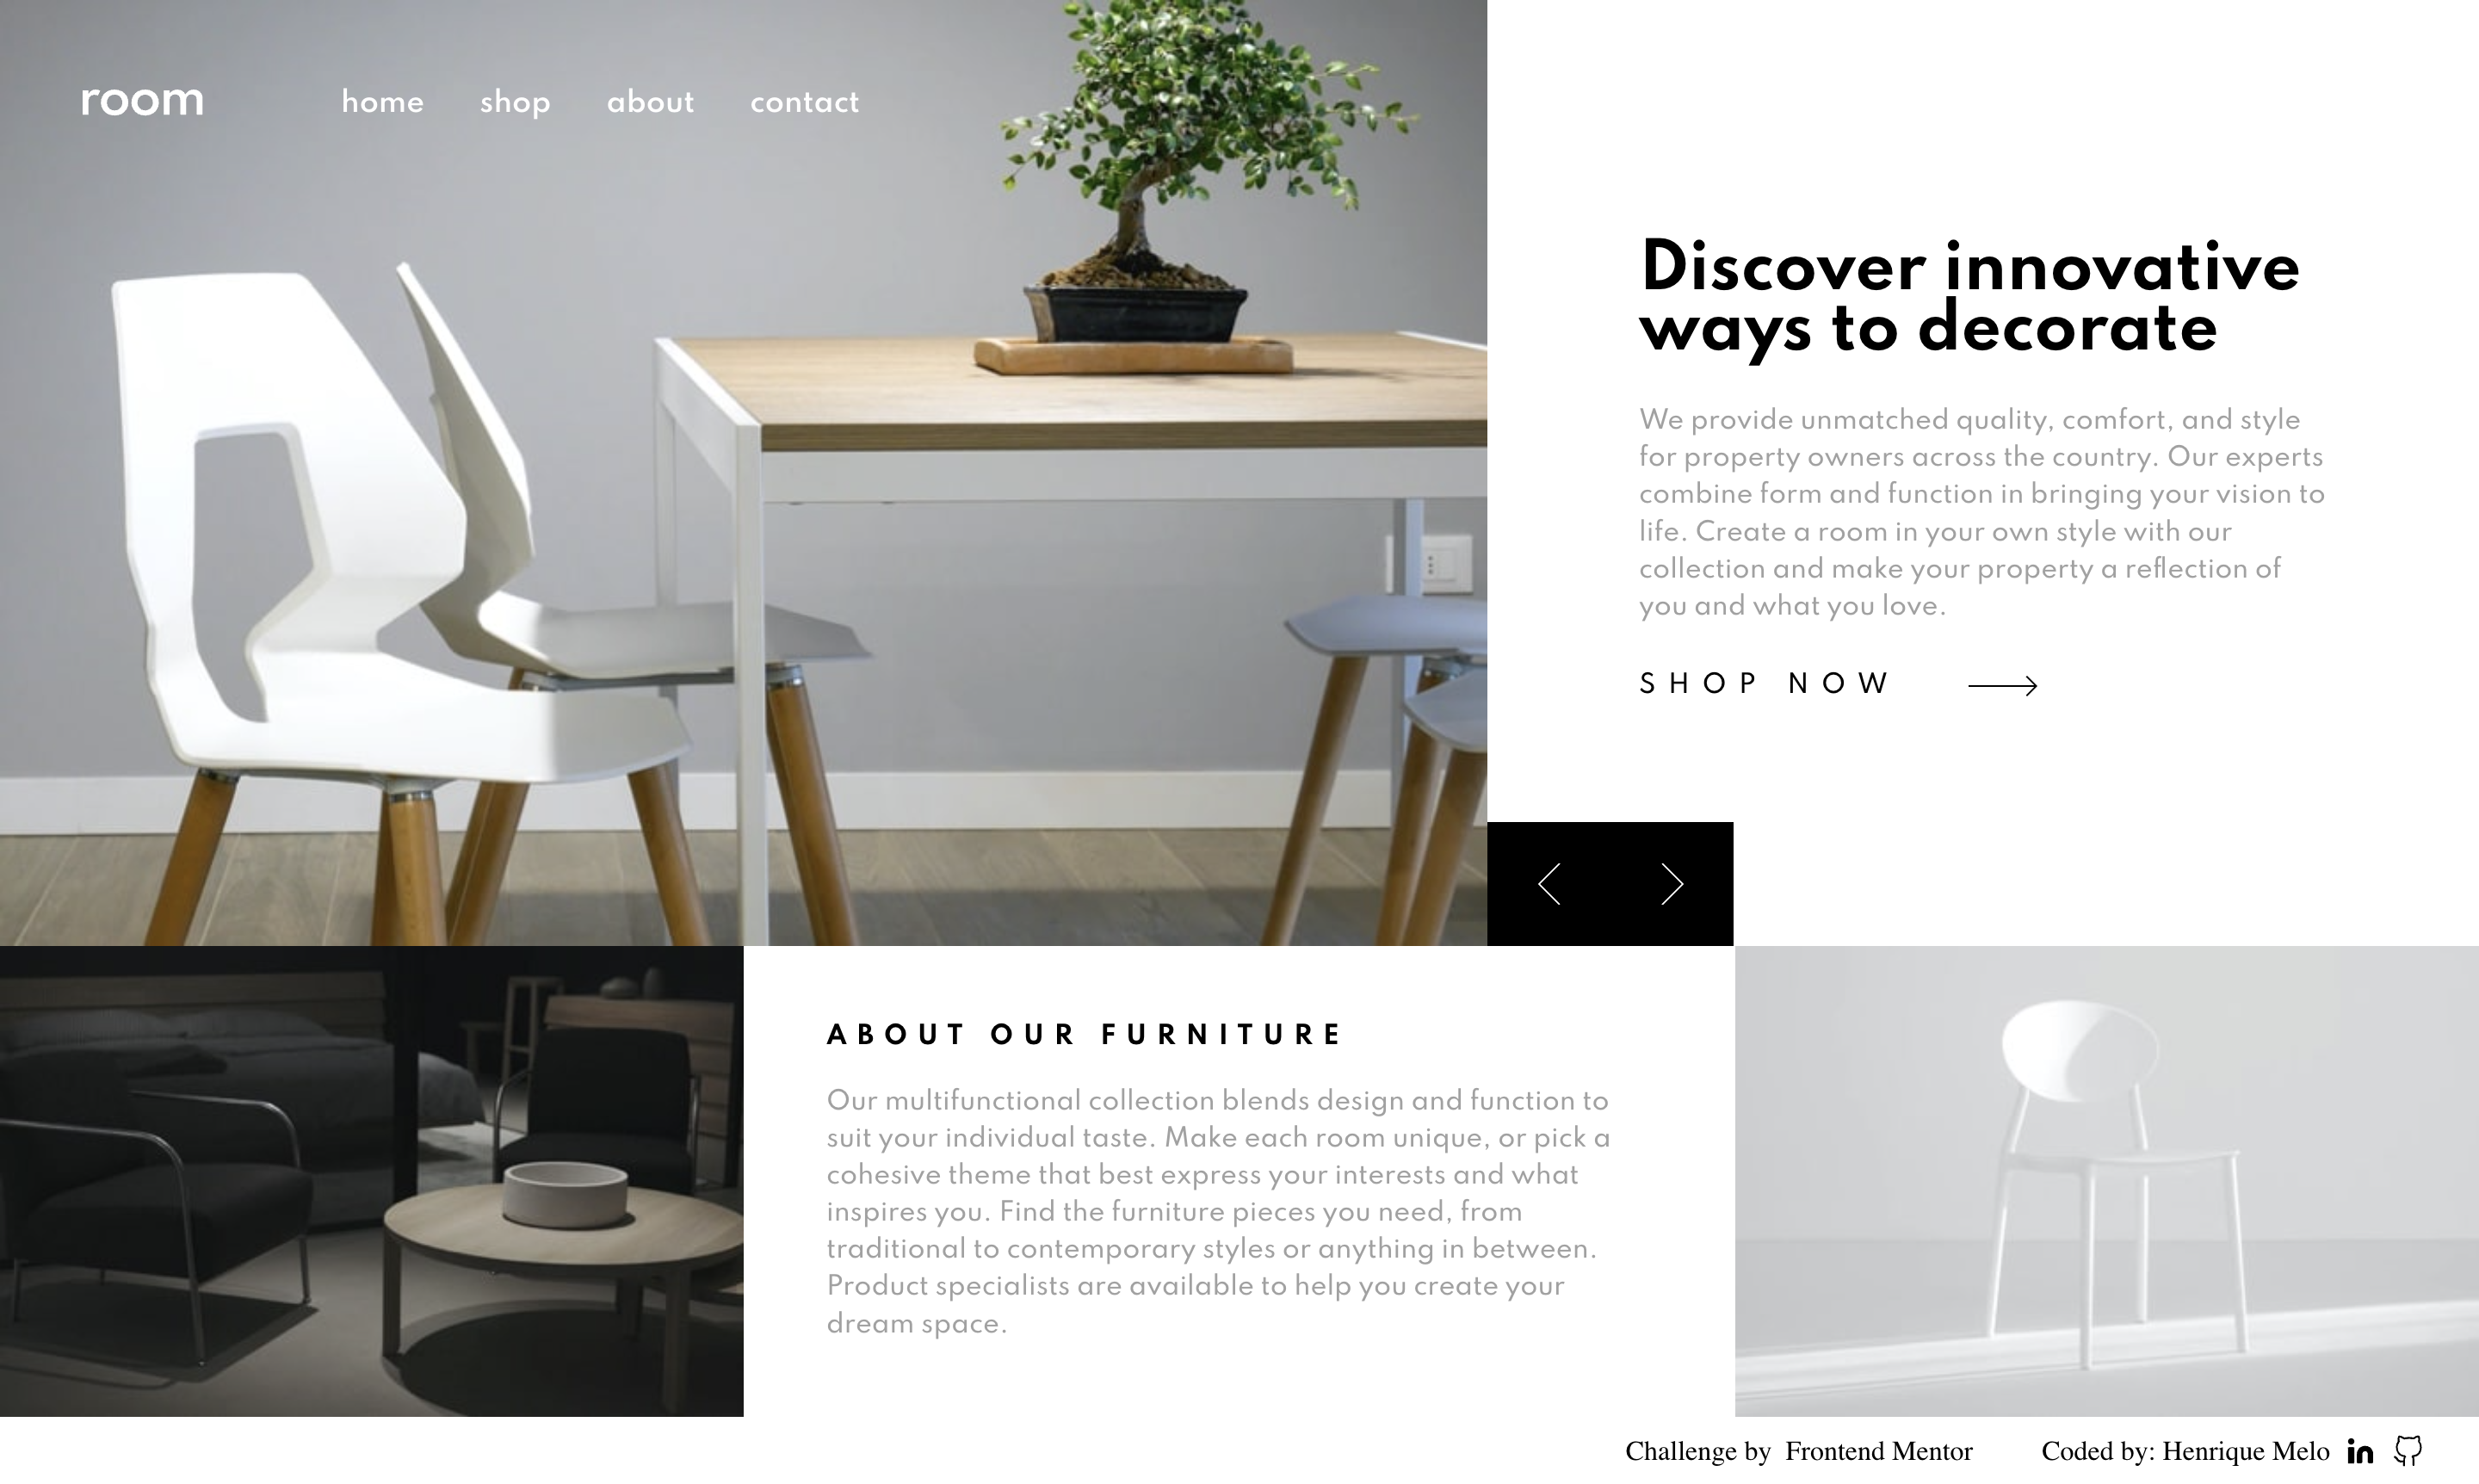 room
home shop about contact
Discover innovative
ways to decorate
We provide unmatched quality, comfort, and style
for property owners across the country. Our experts
combine form and function in bringing your vision to
life. Create a room in your own style with our
collection and make your property a reflection of
you and what you love.
SHOP NOW
ABOUT OUR FURNITURE
Our multifunctional collection blends design and function to
suit your individual taste. Make each room unique, or pick a
cohesive theme that best express your interests and what
inspires you. Find the furniture pieces you need, from
traditional to contemporary styles or anything in between.
Product specialists are available to help you create your
dream space.
Challenge by Frontend Mentor Coded by: Henrique Melo in